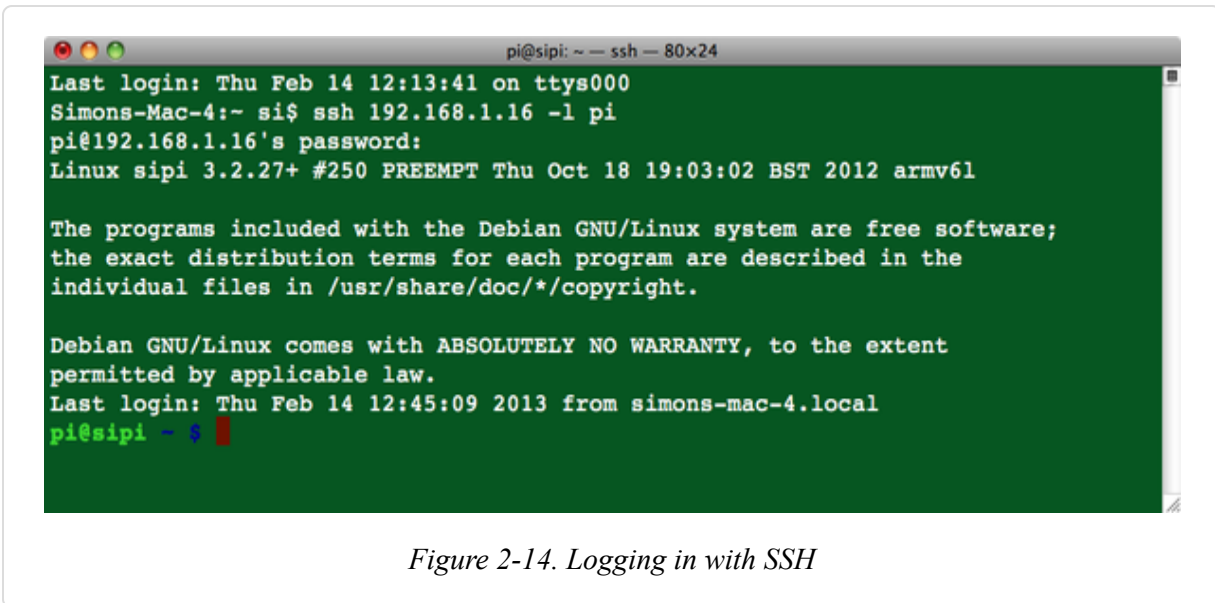 pi@sipi: ~ — ssh — 80×24
Last login: Thu Feb 14 12:13:41 on ttys000
Simons-Mac-4:~ si$ ssh 192.168.1.16 -l pi
pi@192.168.1.16's password:
Linux sipi 3.2.27+ #250 PREEMPT Thu Oct 18 19:03:02 BST 2012 armv6l
The programs included with the Debian GNU/Linux system are free software;
the exact distribution terms for each program are described in the
individual files in /usr/share/doc/*/copyright.
Debian GNU/Linux comes with ABSOLUTELY NO WARRANTY, to the extent
permitted by applicable law.
Last login: Thu Feb 14 12:45:09 2013 from simons-mac-4.local
pi@sipi ~ $
Figure 2-14. Logging in with SSH